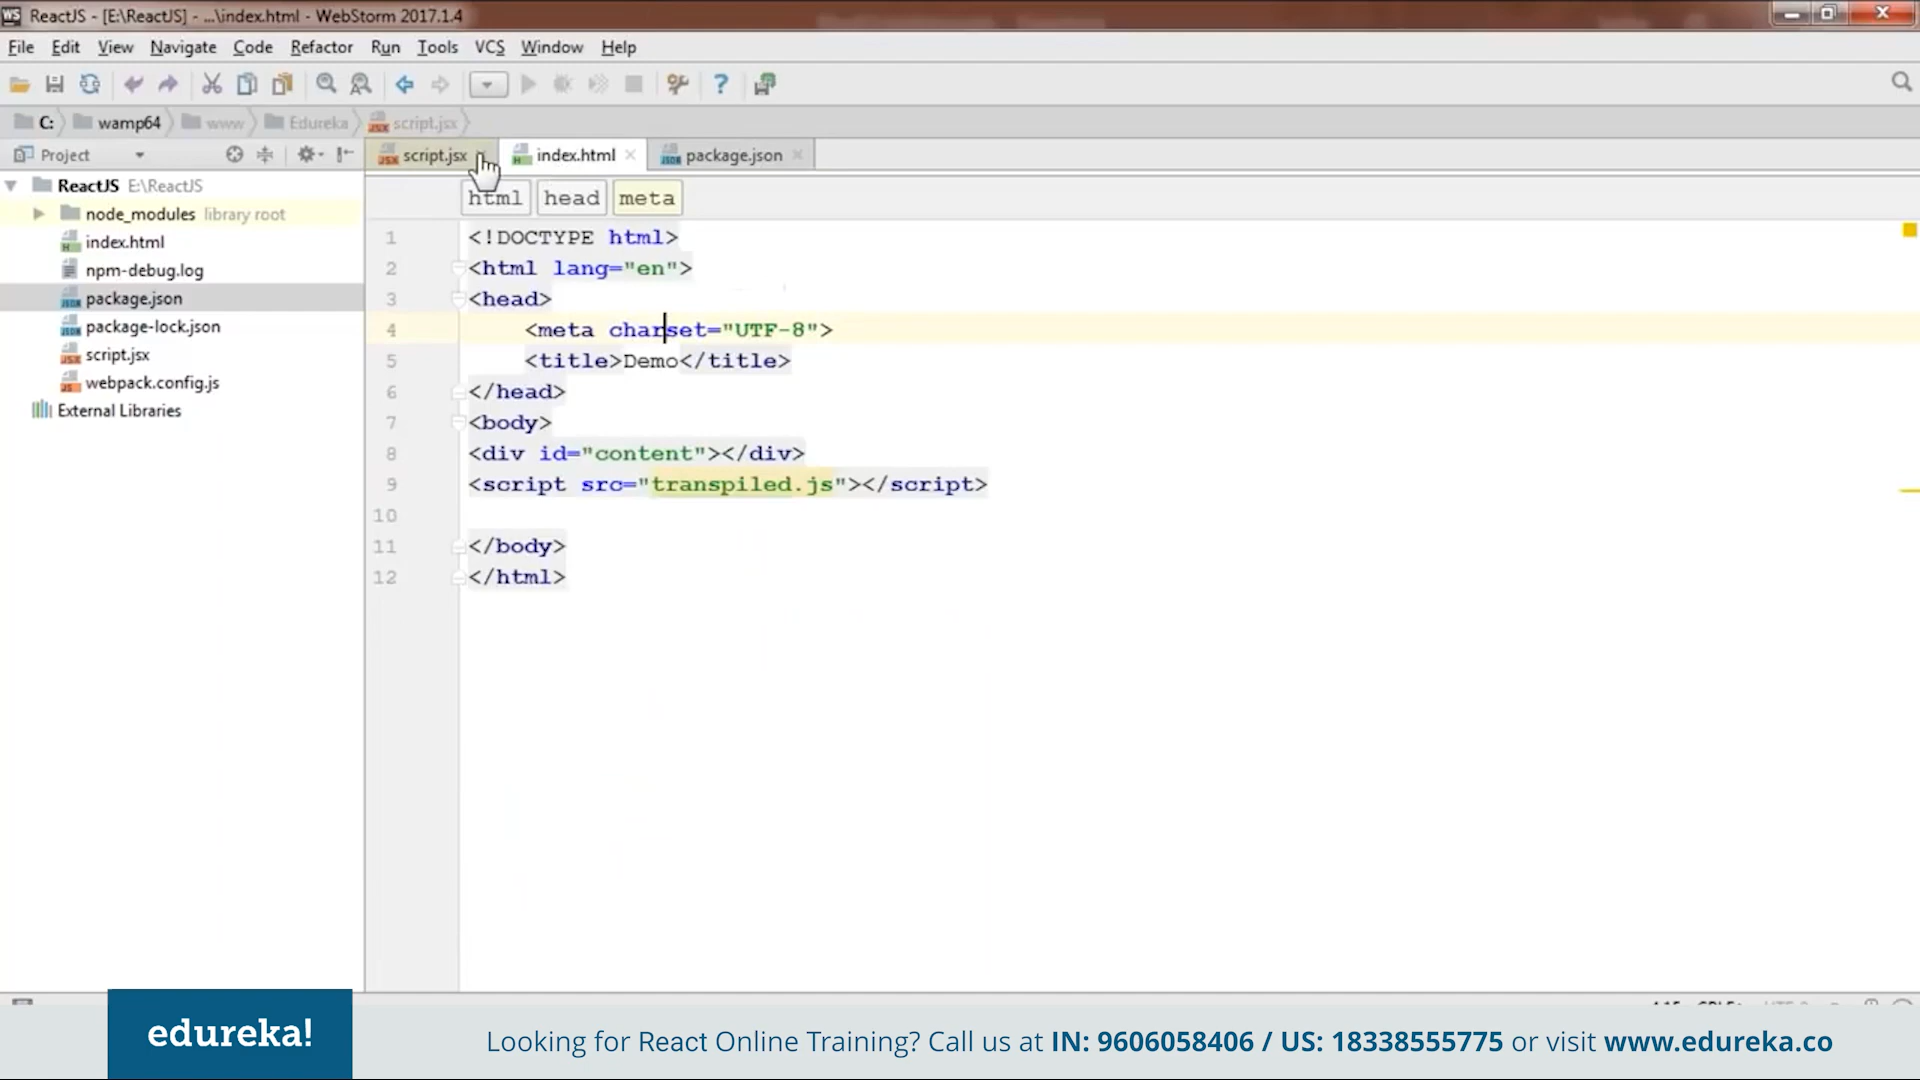 ReactJS - [E:\ReactJS] - ...\index.html - WebStorm 2017.1.4
File Edit View Navigate Code Refactor Run Tools VCS Window Help
C: wamp64 www Edureka script.jsx
Project
script.jsx index.html package.json
ReactJS E:\ReactJS
node_modules library root
index.html
npm-debug.log
package.json
package-lock.json
script.jsx
webpack.config.js
External Libraries
html head meta
1 <!DOCTYPE html>
2 <html lang="en">
3 <head>
4 <meta charset="UTF-8">
5 <title>Demo</title>
6 </head>
7 <body>
8 <div id="content"></div>
9 <script src="transpiled.js"></script>
10
11 </body>
12 </html>
edureka!
Looking for React Online Training? Call us at IN: 9606058406 / US: 18338555775 or visit www.edureka.co